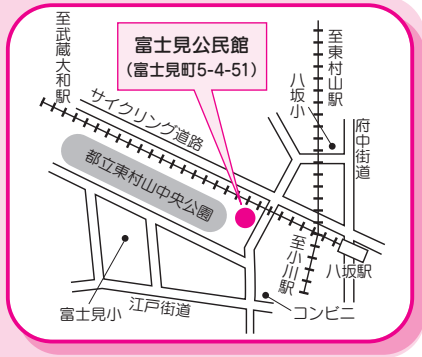 至武蔵大和駅
富士見公民館
(富士見町5-4-51)
至東村山駅
八坂小
府中街道
サイクリング道路
都立東村山中央公園
至小川駅
八坂駅
富士見小
江戸街道
コンビニ